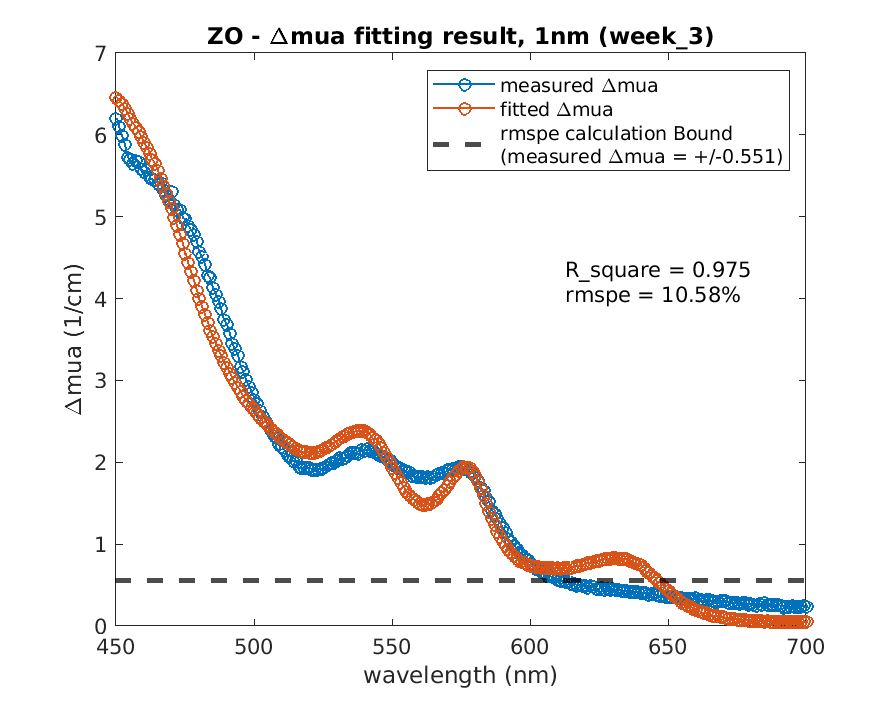 ZO - Δmua fitting result, 1nm (week_3)
measured Δmua
fitted Δmua
rmspe calculation Bound
(measured Δmua = +/-0.551)
R_square = 0.975
rmspe = 10.58%
Δmua (1/cm)
7
6
5
4
3
2
1
0
450 500 550 600 650 700
wavelength (nm)